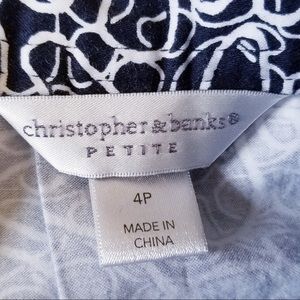 christopher & banks®
PETITE
4P
MADE IN
CHINA